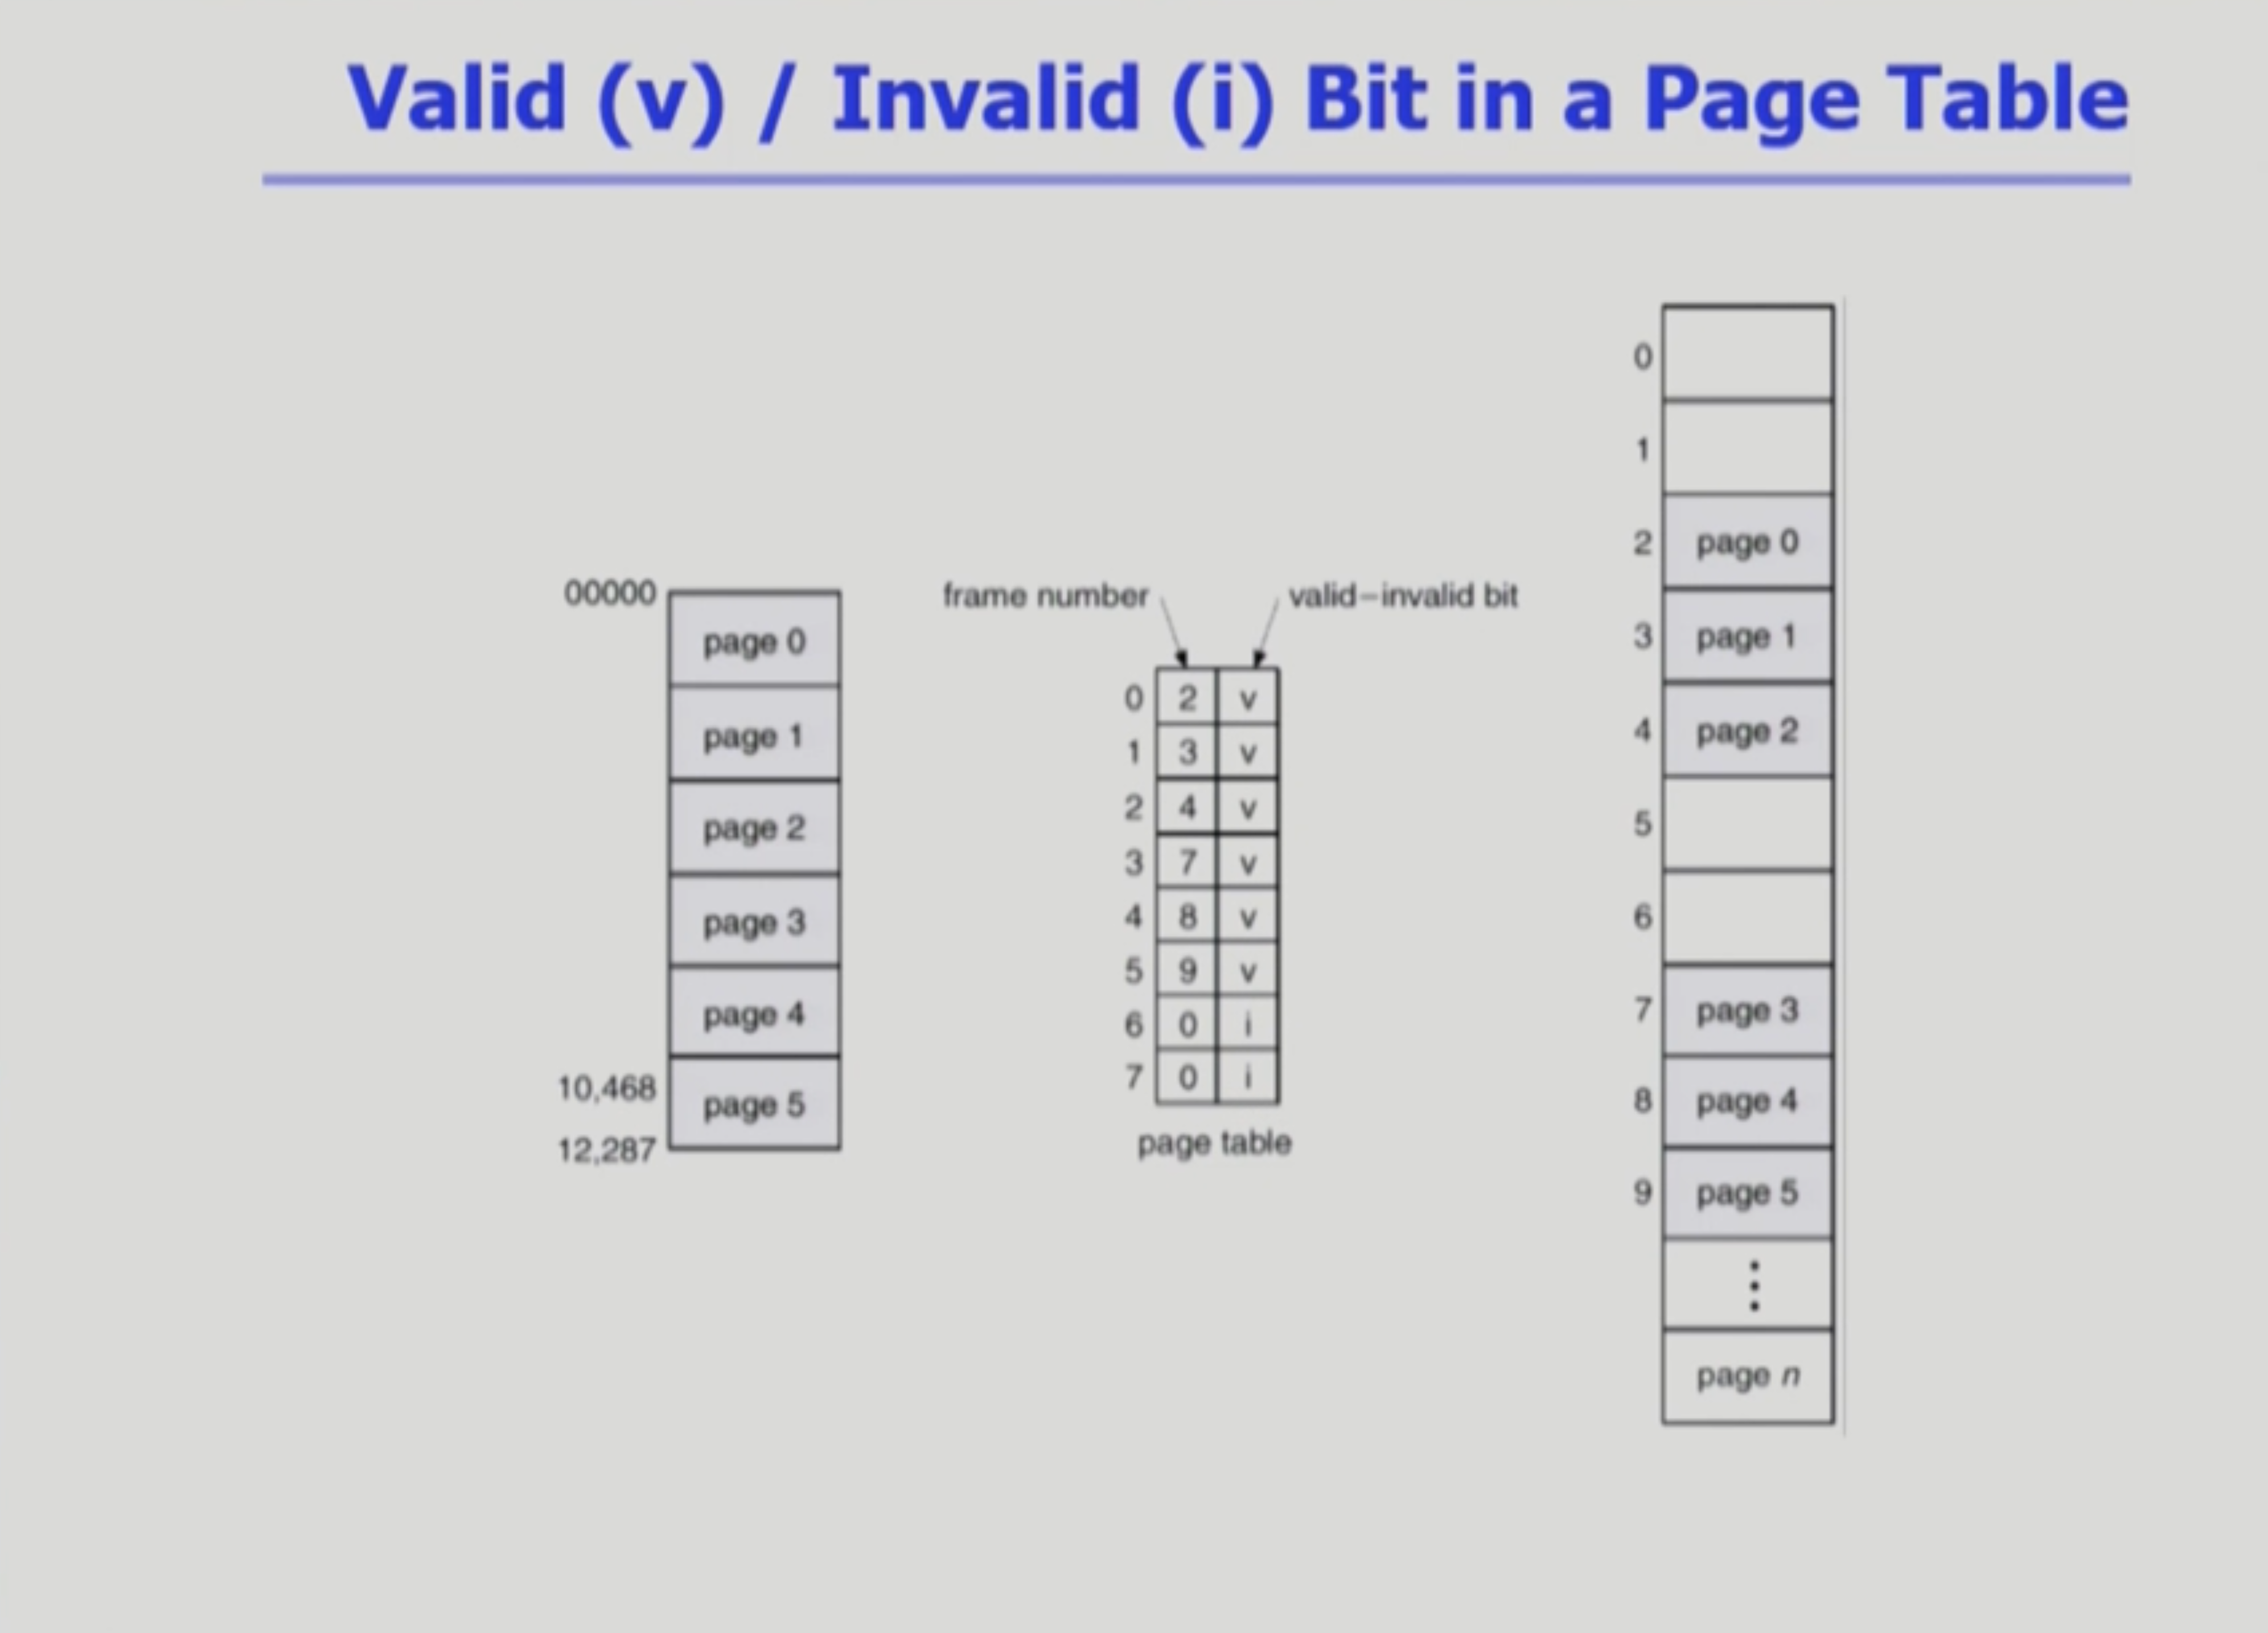 Valid (v) / Invalid (i) Bit in a Page Table
00000
page 0
page 1
page 2
page 3
page 4
10,468
page 5
12,287
frame number
valid–invalid bit
0 2 v
1 3 v
2 4 v
3 7 v
4 8 v
5 9 v
6 0 i
7 0 i
page table
0
1
2 page 0
3 page 1
4 page 2
5
6
7 page 3
8 page 4
9 page 5
page n